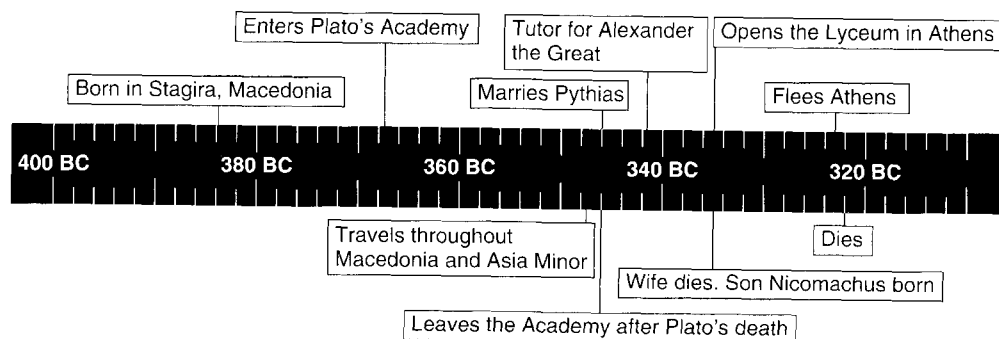 Enters Plato's Academy
Tutor for Alexander
the Great
Opens the Lyceum in Athens
Born in Stagira, Macedonia
Marries Pythias
Flees Athens
400 BC
380 BC
360 BC
340 BC
320 BC
Travels throughout
Macedonia and Asia Minor
Dies
Wife dies. Son Nicomachus born
Leaves the Academy after Plato's death